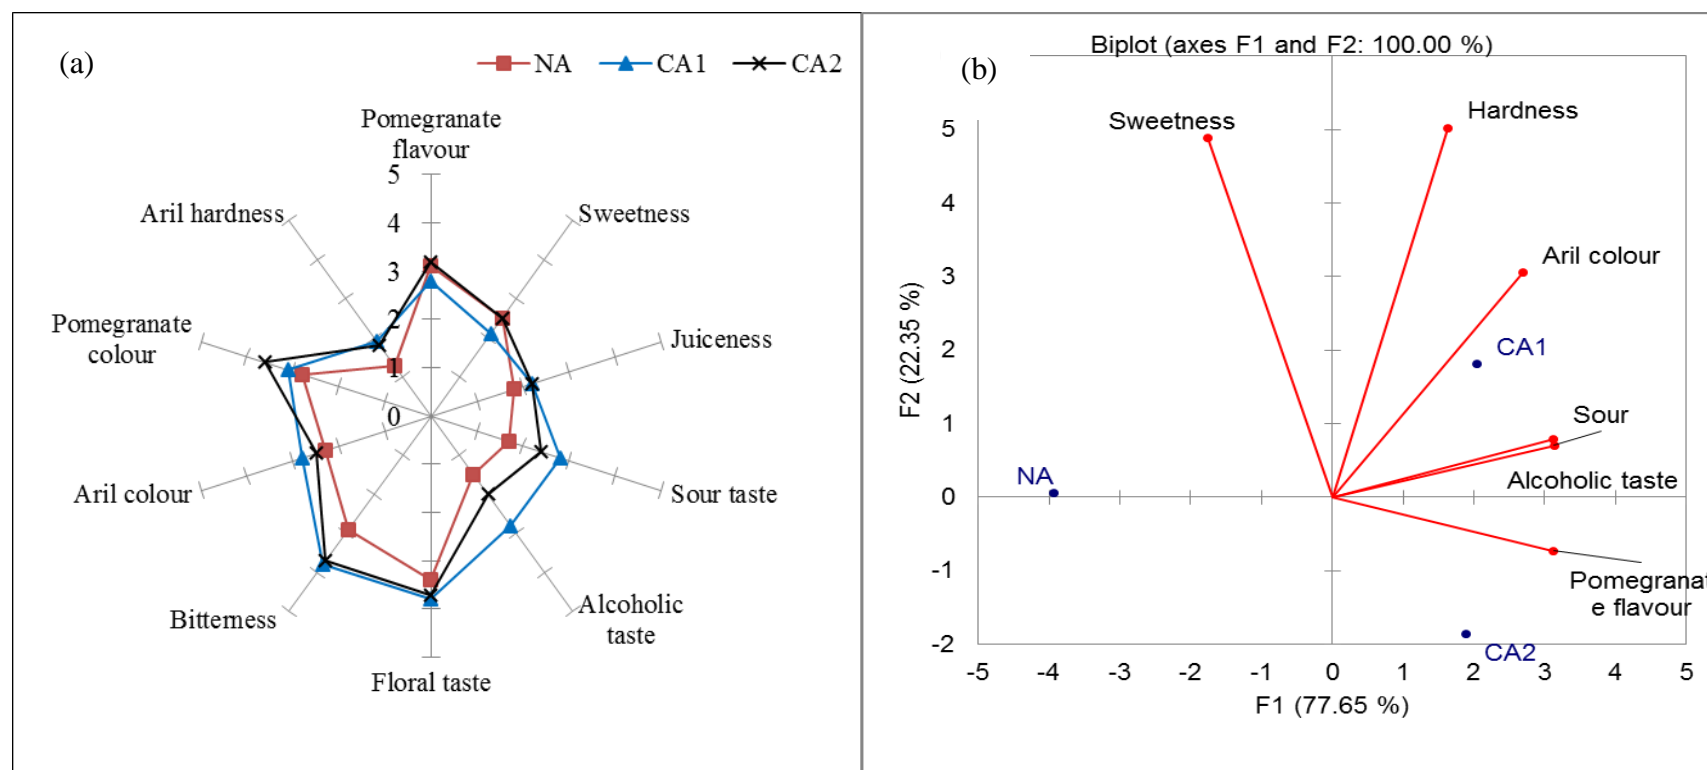 (a)
NA
CA1
CA2
Pomegranate
flavour
5
4
3
2
1
0
Aril hardness
Sweetness
Pomegranate
colour
Juiceness
Aril colour
Sour taste
Bitterness
Alcoholic
taste
Floral taste
Biplot (axes F1 and F2: 100.00 %)
(b)
Sweetness
Hardness
Aril colour
CA1
Sour
NA
Alcoholic taste
Pomegranat
e flavour
CA2
F2 (22.35 %)
5
4
3
2
1
0
-1
-2
-5
-4
-3
-2
-1
0
1
2
3
4
5
F1 (77.65 %)